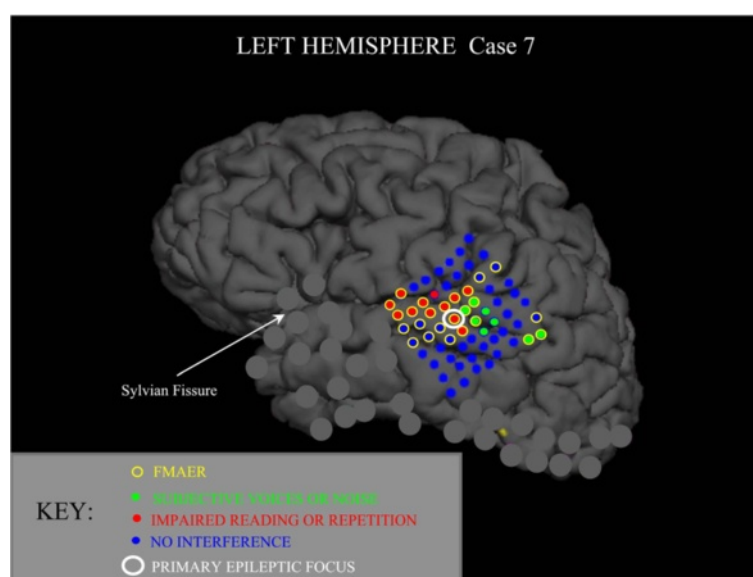 LEFT HEMISPHERE Case 7
Sylvian Fissure
KEY:
FMAER
SUBJECTIVE VOICES OR NOISE
IMPAIRED READING OR REPETITION
NO INTERFERENCE
PRIMARY EPILEPTIC FOCUS